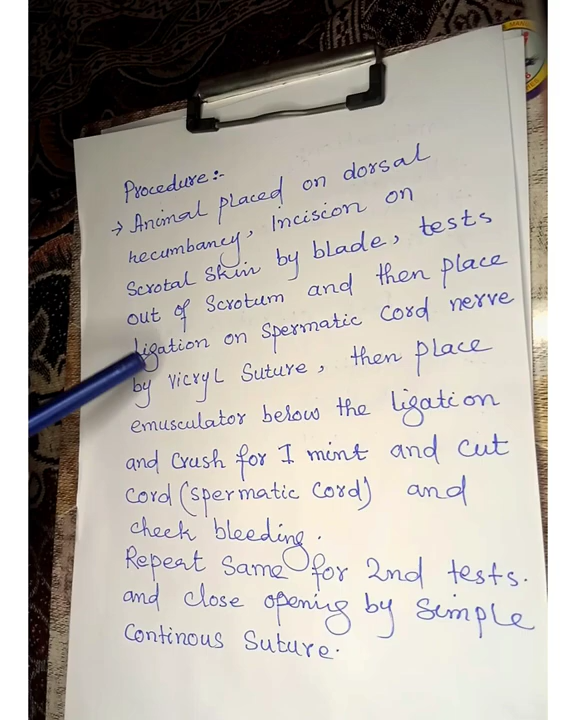 Procedure:-
→ Animal placed on dorsal
recumbancy, Incision on
Scrotal Skin by blade, tests
out of Scrotum and then place
Ligation on Spermatic Cord nerve
by vicryl Suture, then place
emusculator below the ligation
and crush for I mint and cut
Cord (spermatic Cord) and
check bleeding.
Repeat Same for 2nd tests.
and close opening by Simple
Continous Suture.